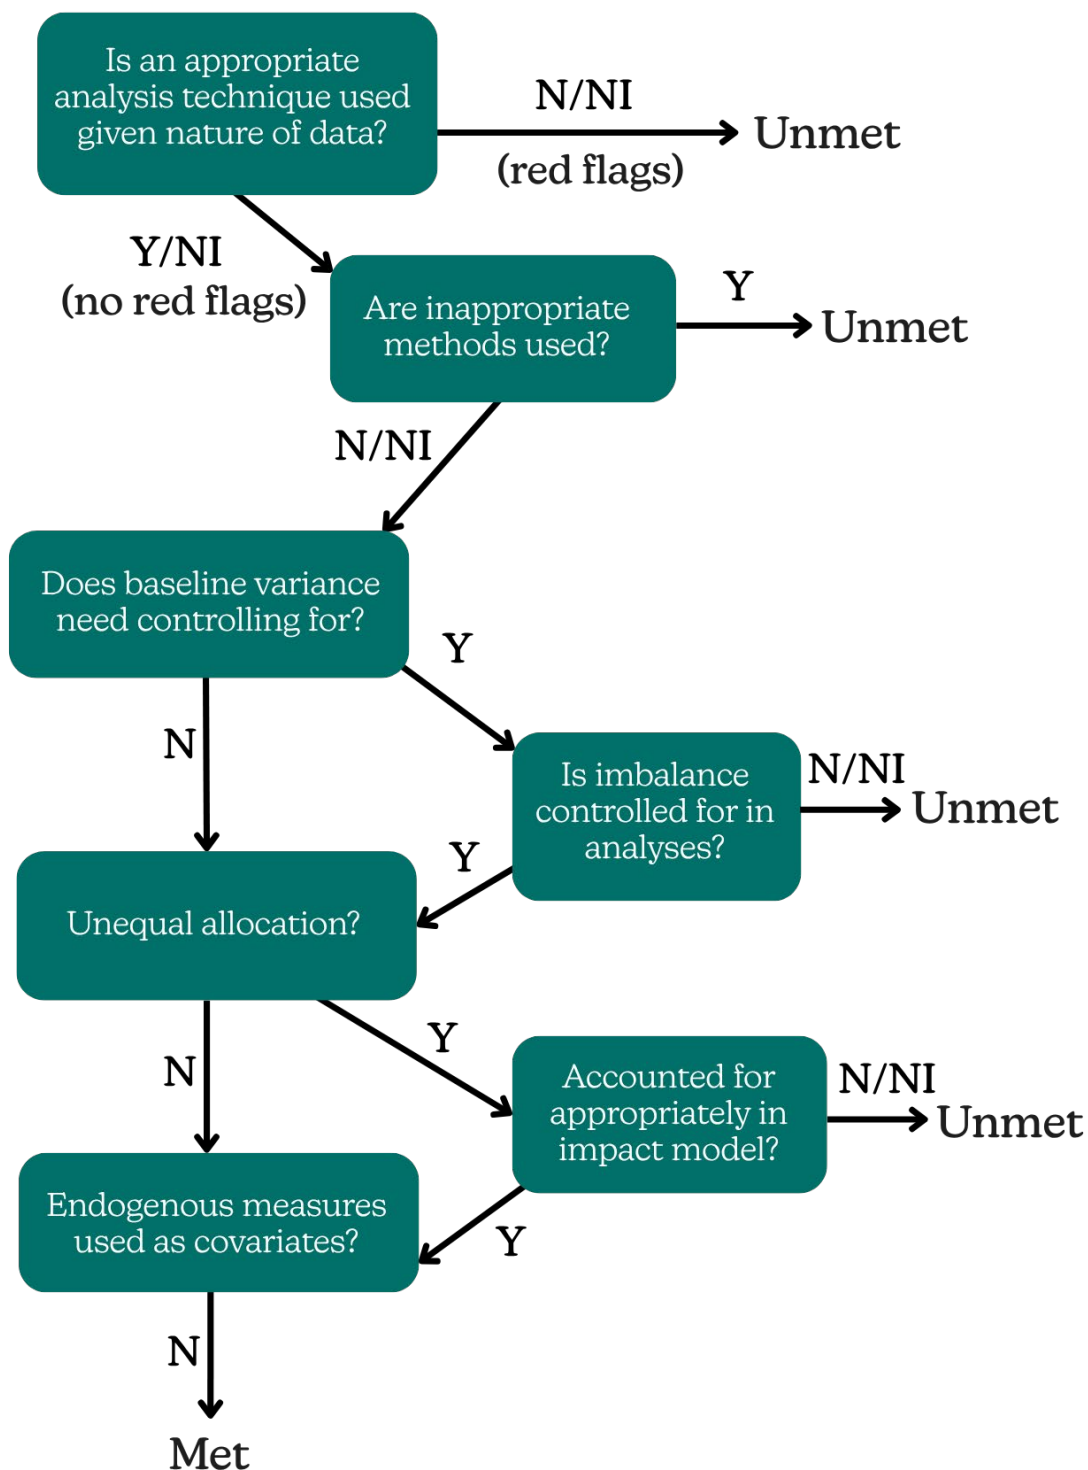 Is an appropriate
analysis technique used
given nature of data?
N/NI
(red flags)
Unmet
Y/NI
(no red flags)
Are inappropriate
methods used?
Y
Unmet
N/NI
Does baseline variance
need controlling for?
Y
N
Is imbalance
controlled for in
analyses?
N/NI
Unmet
Y
Unequal allocation?
Y
N
Accounted for
appropriately in
impact model?
N/NI
Unmet
Y
Endogenous measures
used as covariates?
N
Met